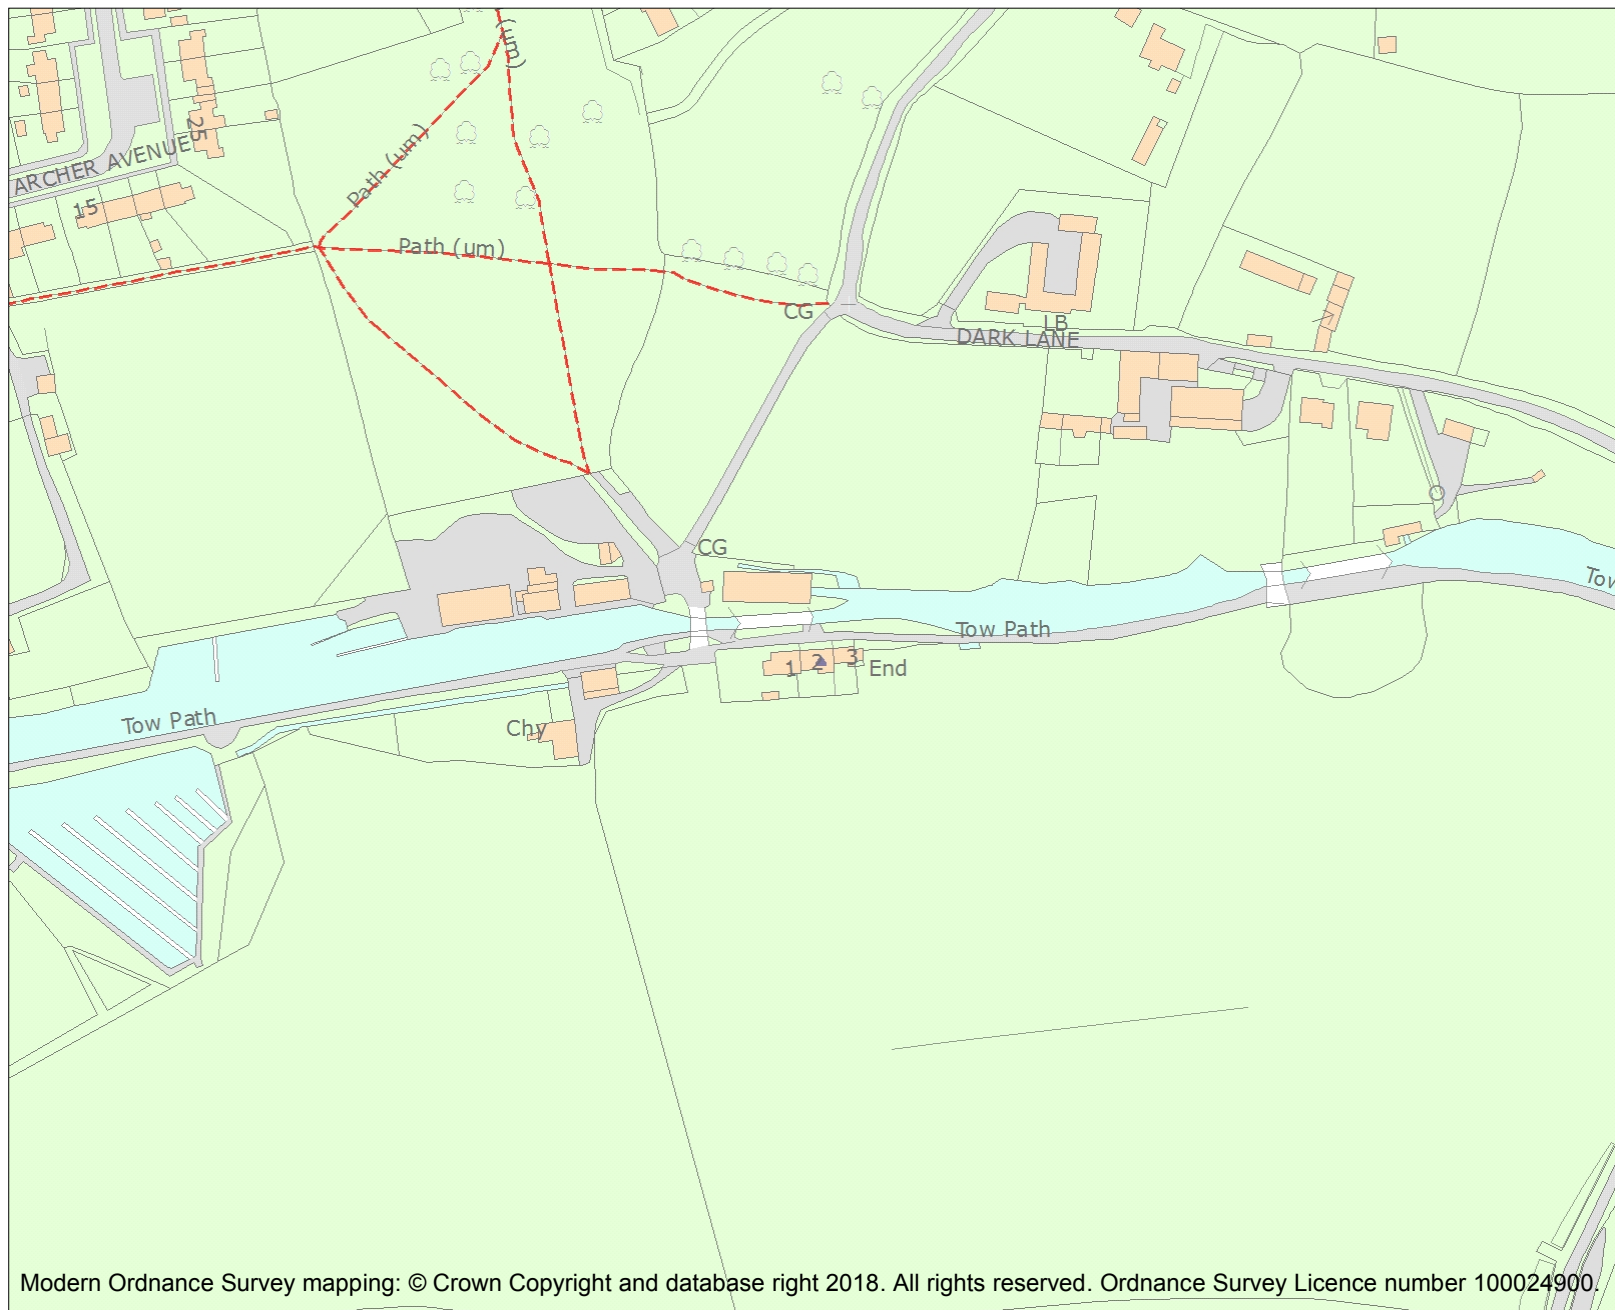 (um)
Path (um)
25
ARCHER AVENUE
15
Path (um)
CG
LB
DARK LANE
CG
Tow
Tow Path
1 2 3 End
Tow Path
Chy
Modern Ordnance Survey mapping: © Crown Copyright and database right 2018. All rights reserved. Ordnance Survey Licence number 100024900.